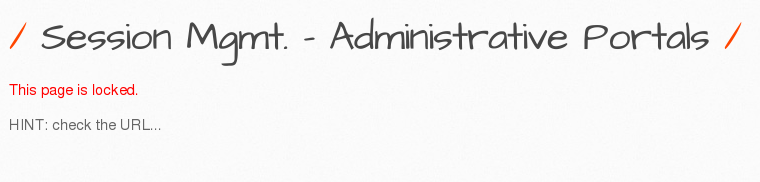 / Session Mgmt. - Administrative Portals /
This page is locked.
HINT: check the URL...